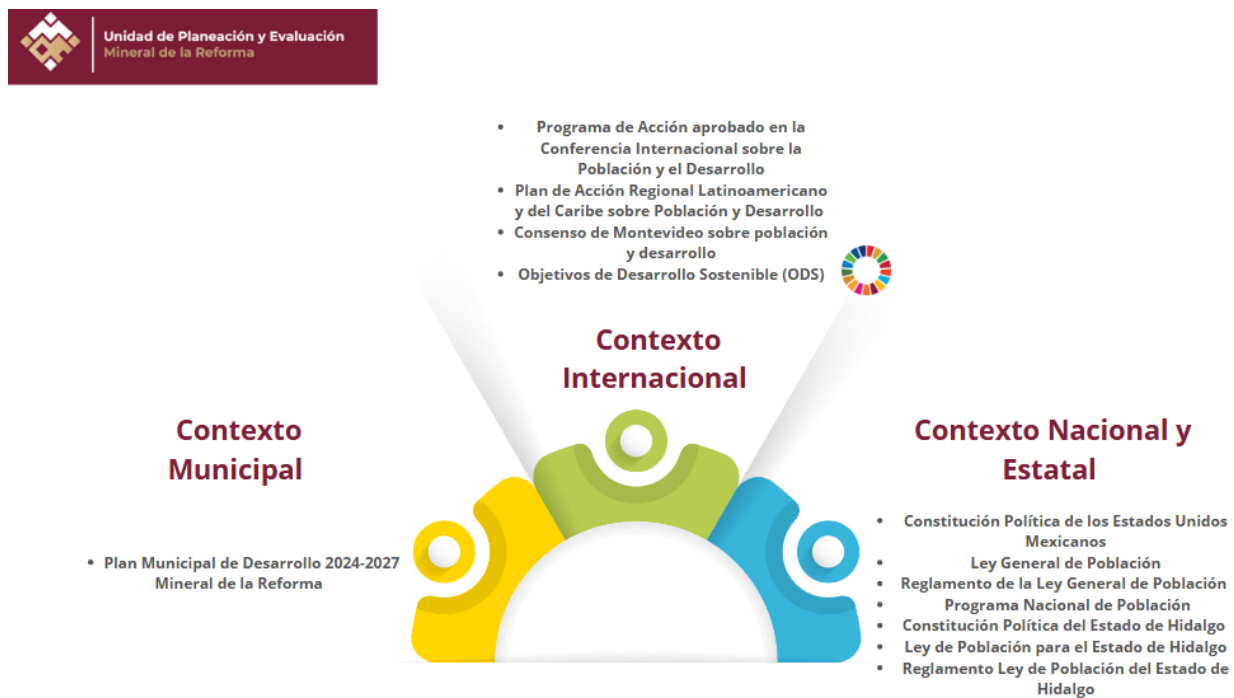 Unidad de Planeación y Evaluación
Mineral de la Reforma
• Programa de Acción aprobado en la
Conferencia Internacional sobre la
Población y el Desarrollo
• Plan de Acción Regional Latinoamericano
y del Caribe sobre Población y Desarrollo
• Consenso de Montevideo sobre población
y desarrollo
• Objetivos de Desarrollo Sostenible (ODS)
Contexto
Internacional
Contexto
Municipal
• Plan Municipal de Desarrollo 2024-2027
Mineral de la Reforma
Contexto Nacional y
Estatal
• Constitución Política de los Estados Unidos
Mexicanos
• Ley General de Población
• Reglamento de la Ley General de Población
• Programa Nacional de Población
• Constitución Política del Estado de Hidalgo
• Ley de Población para el Estado de Hidalgo
• Reglamento Ley de Población del Estado de
Hidalgo